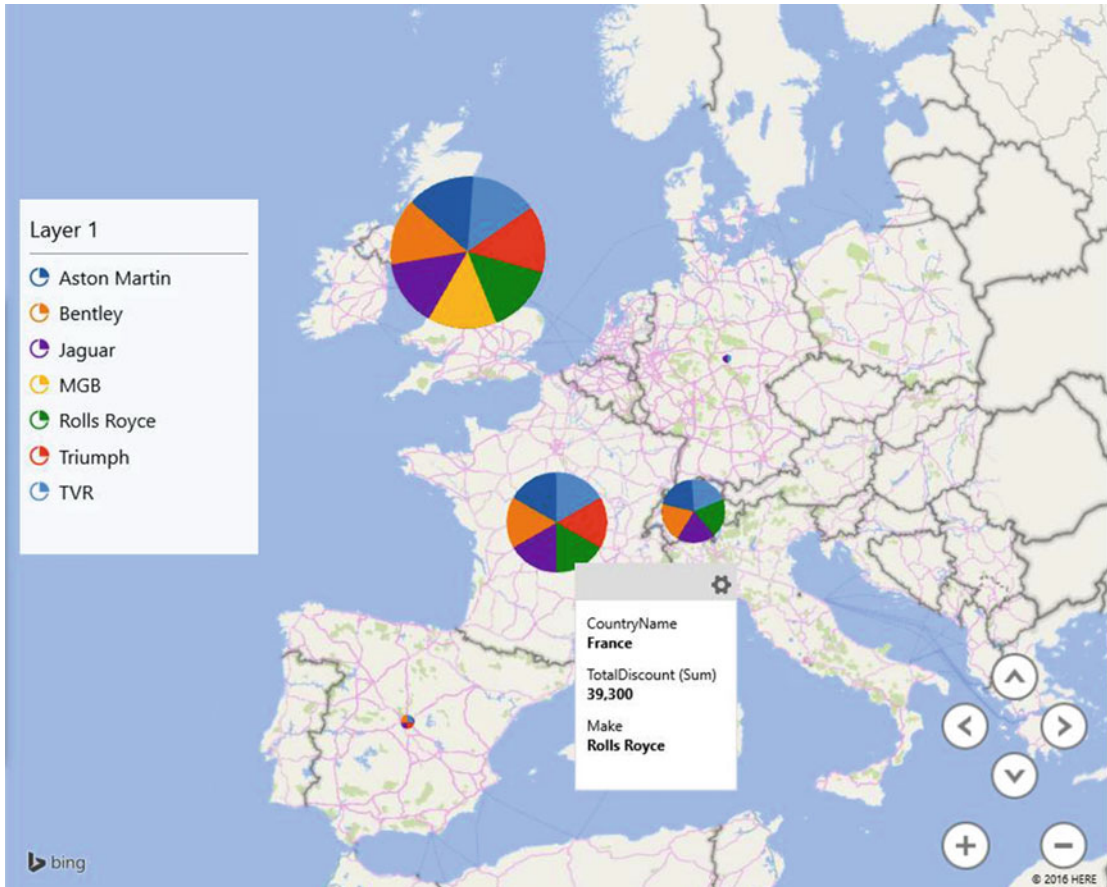 Layer 1
Aston Martin
Bentley
Jaguar
MGB
Rolls Royce
Triumph
TVR
CountryName
France
TotalDiscount (Sum)
39,300
Make
Rolls Royce
bing
© 2016 HERE